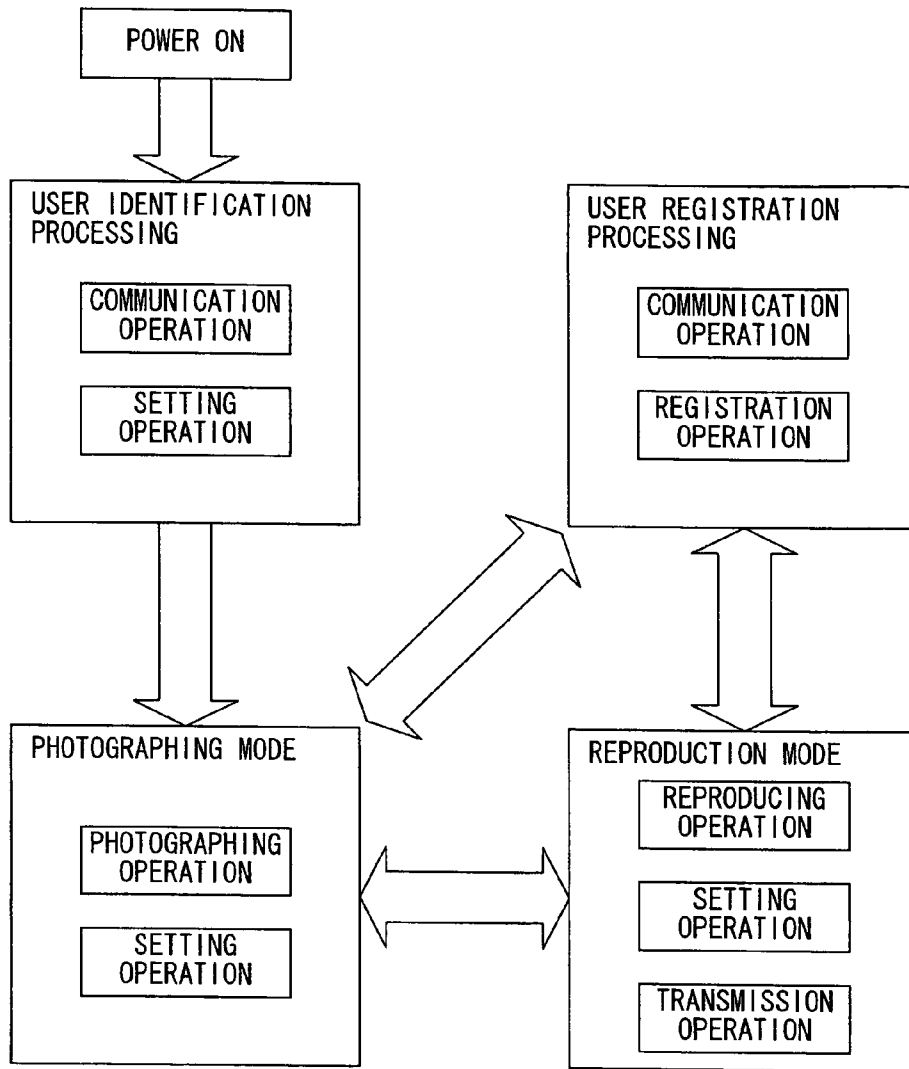 POWER ON
USER IDENTIFICATION
PROCESSING
COMMUNICATION
OPERATION
SETTING
OPERATION
USER REGISTRATION
PROCESSING
COMMUNICATION
OPERATION
REGISTRATION
OPERATION
PHOTOGRAPHING MODE
PHOTOGRAPHING
OPERATION
SETTING
OPERATION
REPRODUCTION MODE
REPRODUCING
OPERATION
SETTING
OPERATION
TRANSMISSION
OPERATION